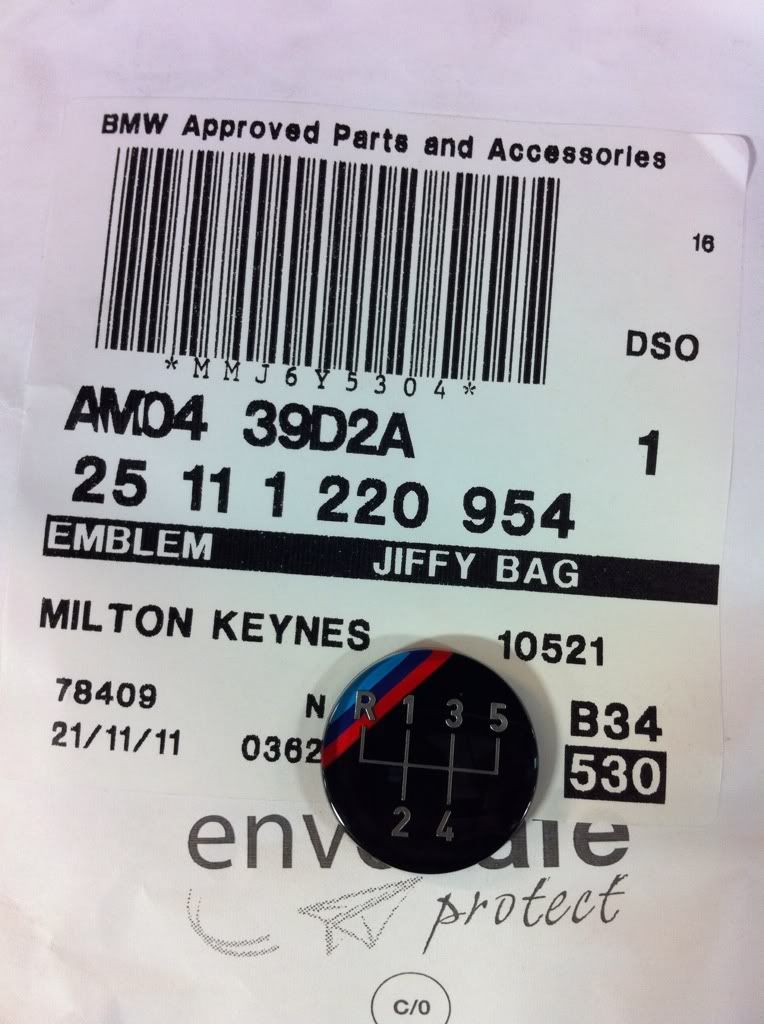 BMW Approved Parts and Accessories
16
DSO
*MMJ6Y5304*
AM04 39D2A
1
25 11 1 220 954
EMBLEM JIFFY BAG
MILTON KEYNES 10521
78409 N B34
21/11/11 0362 530
R 1 3 5
2 4
protect
C/0